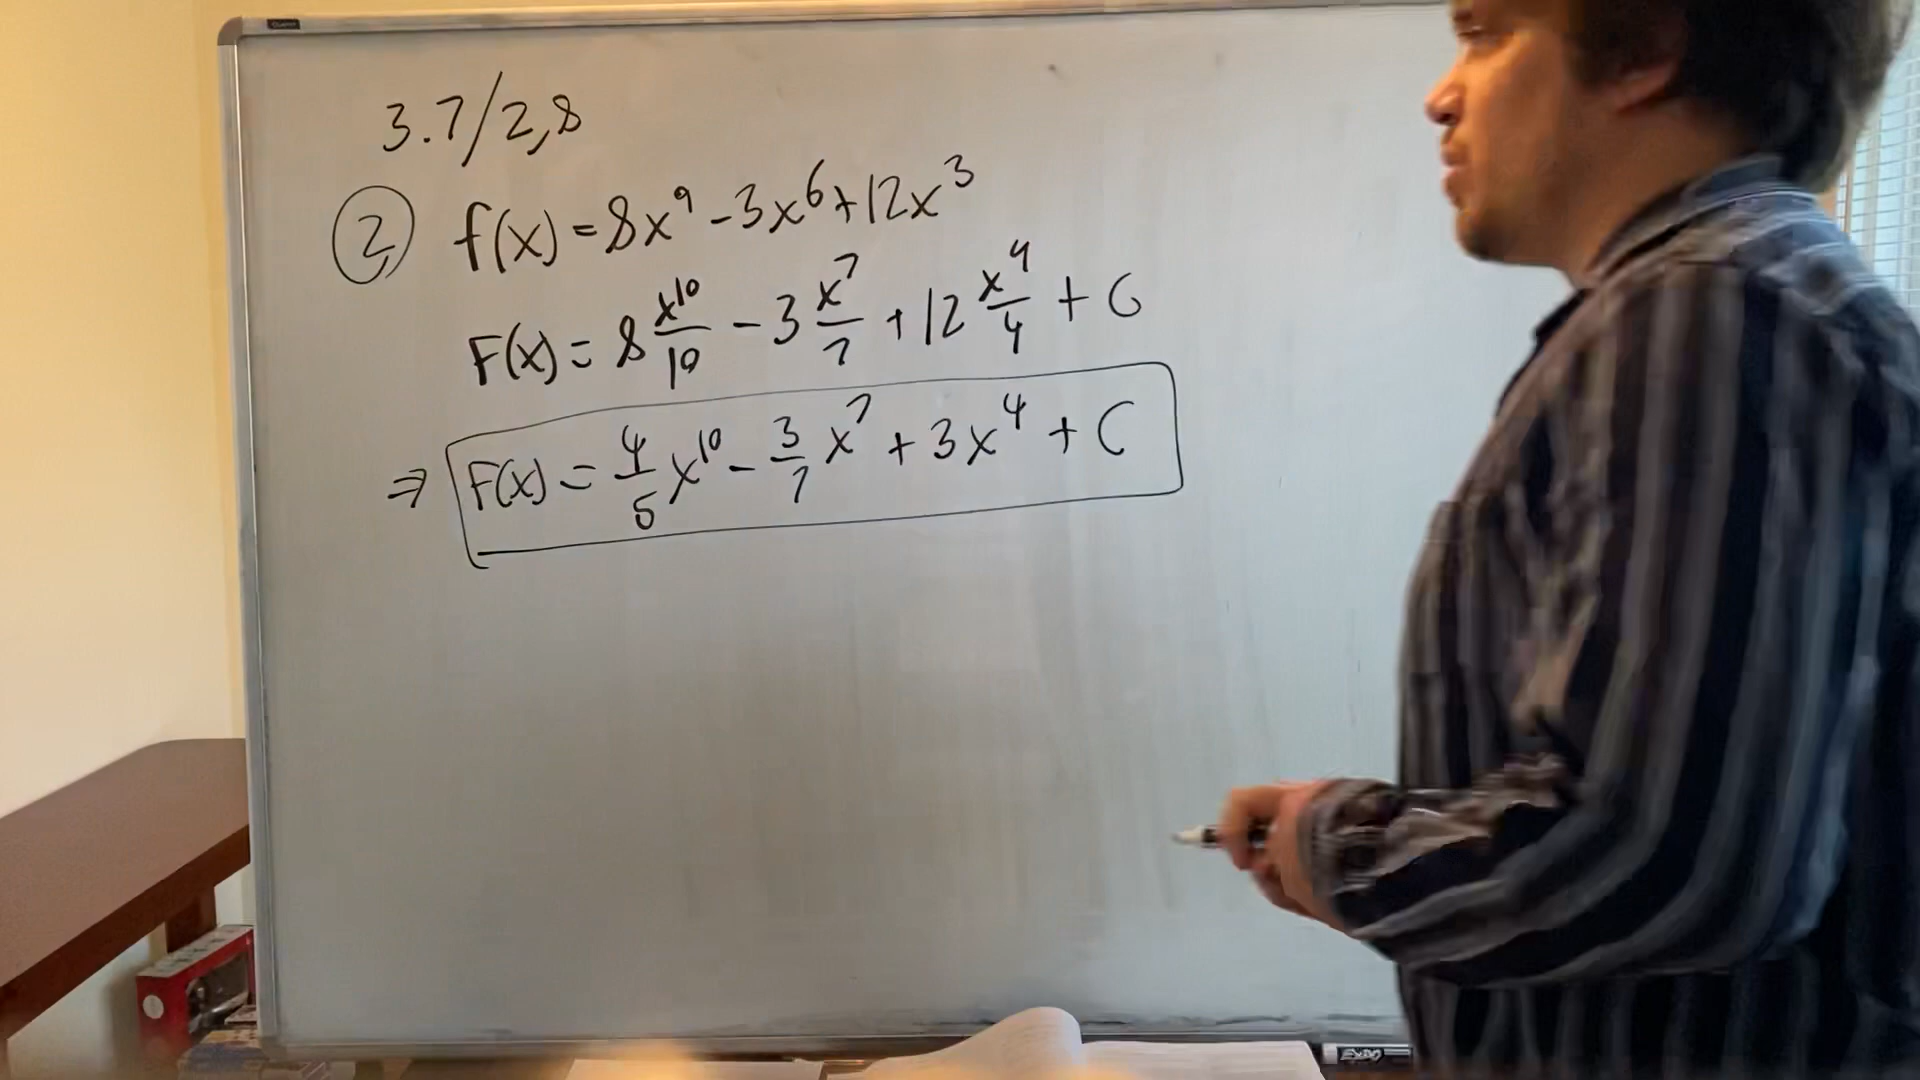 3.7/2,8
② f(x) = 8x⁹ - 3x⁶ + 12x³
F(x) = 8 x¹⁰/10 - 3 x⁷/7 + 12 x⁴/4 + C
⇒ F(x) = 4/5 x¹⁰ - 3/7 x⁷ + 3x⁴ + C
EXPO